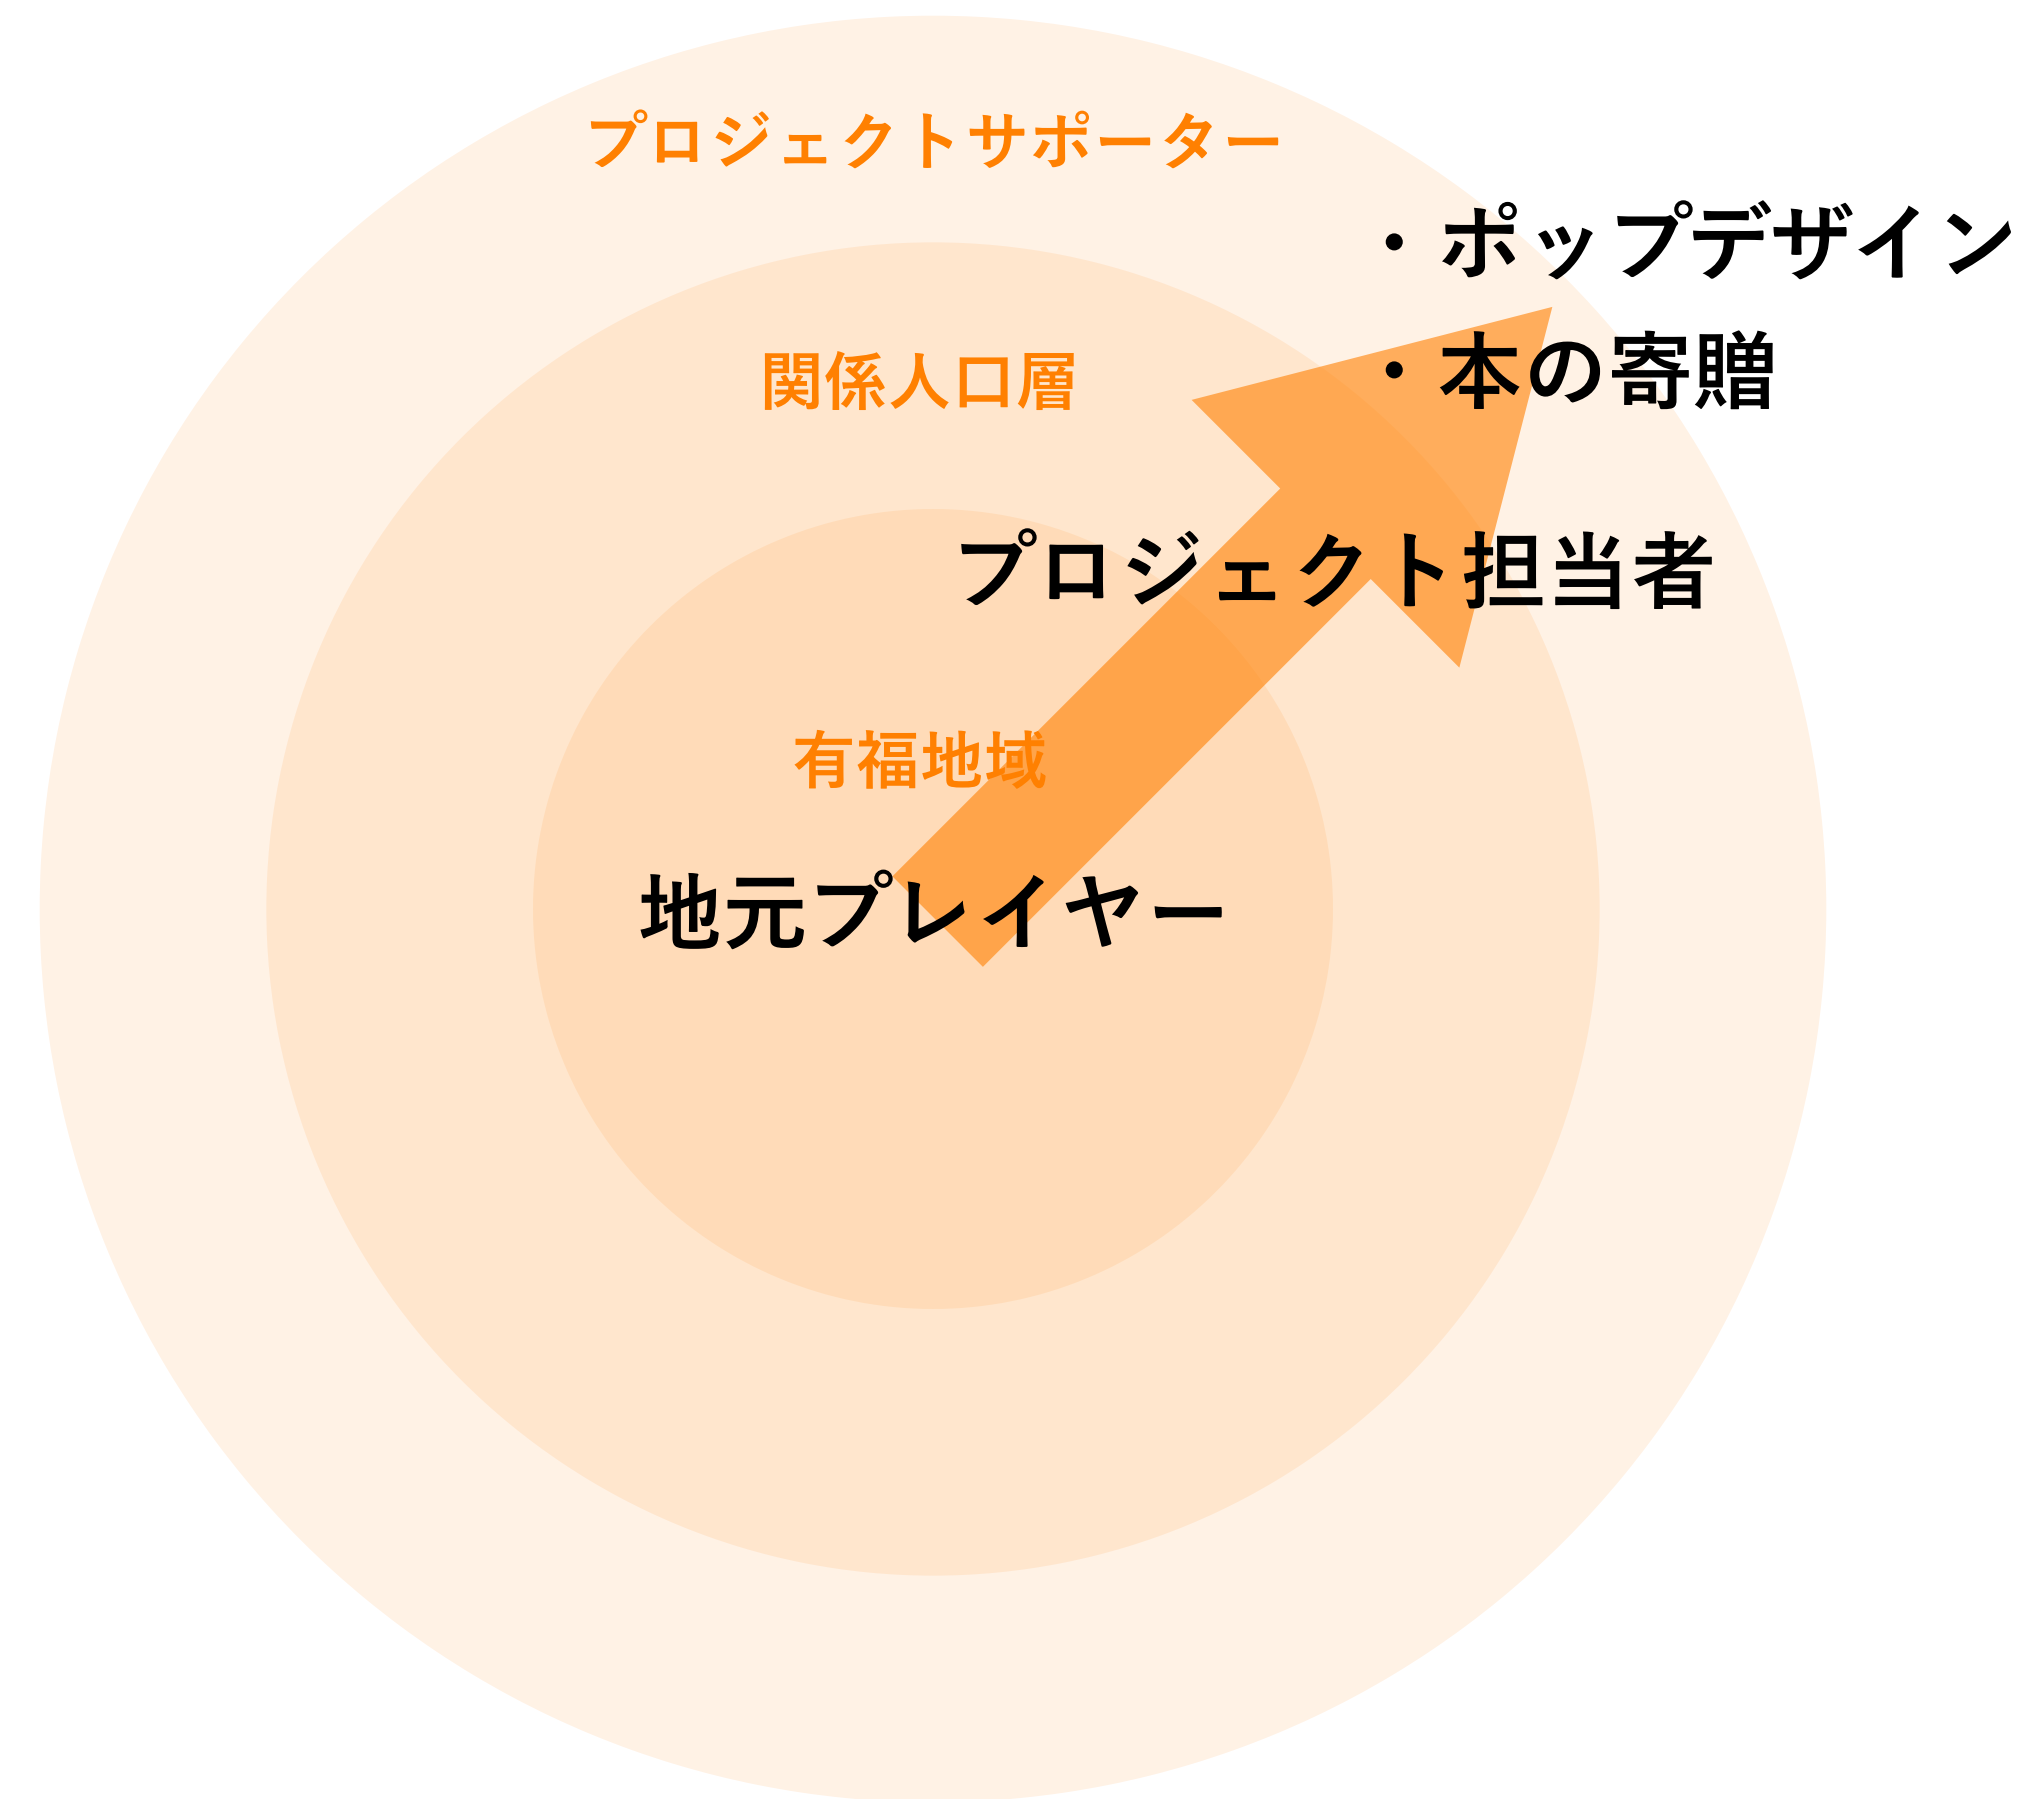 プロジェクトサポーター
・ポップデザイン
・本の寄贈
関係人口層
プロジェクト担当者
有福地域
地元プレイヤー